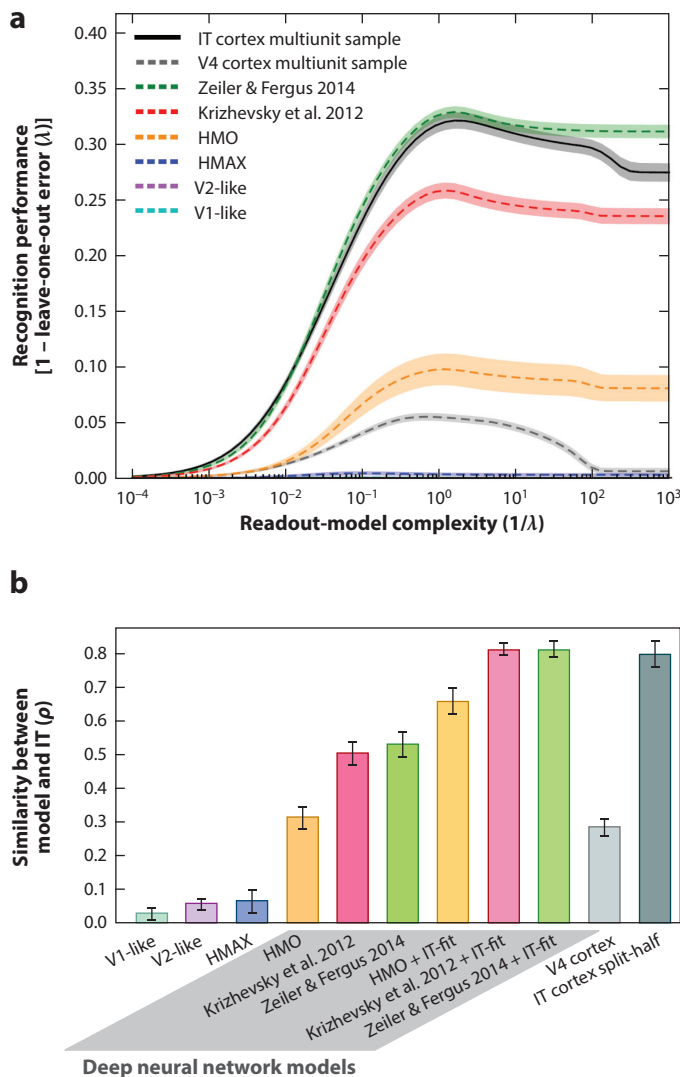 a
0.40
0.35
0.30
0.25
0.20
0.15
0.10
0.05
0.00
Recognition performance
[1 – leave-one-out error (λ)]
IT cortex multiunit sample
V4 cortex multiunit sample
Zeiler & Fergus 2014
Krizhevsky et al. 2012
HMO
HMAX
V2-like
V1-like
10⁻⁴ 10⁻³ 10⁻² 10⁻¹ 10⁰ 10¹ 10² 10³
Readout-model complexity (1/λ)
b
0.8
0.7
0.6
0.5
0.4
0.3
0.2
0.1
0.0
Similarity between
model and IT (ρ)
V1-like
V2-like
HMAX
HMO
Krizhevsky et al. 2012
Zeiler & Fergus 2014
HMO + IT-fit
Krizhevsky et al. 2012 + IT-fit
Zeiler & Fergus 2014 + IT-fit
V4 cortex
IT cortex split-half
Deep neural network models